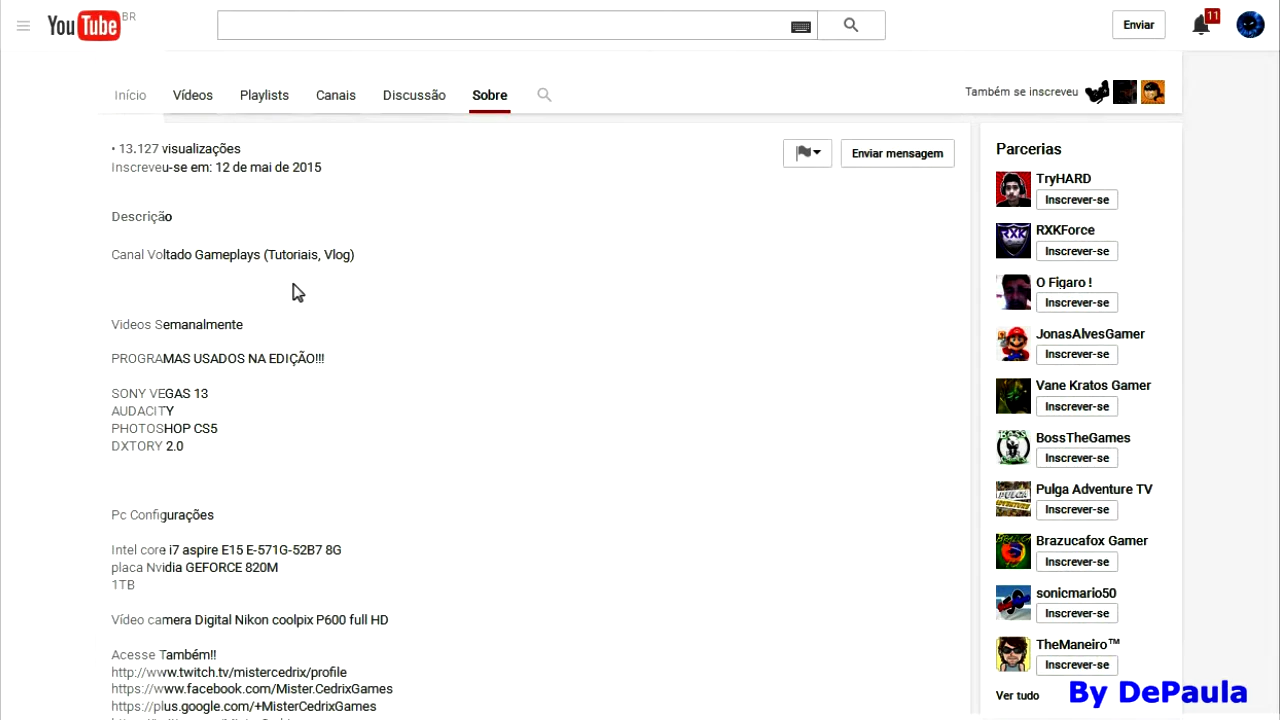 YouTube BR
Enviar
11
Início Vídeos Playlists Canais Discussão Sobre
Também se inscreveu
• 13.127 visualizações
Inscreveu-se em: 12 de mai de 2015
Enviar mensagem
Descrição
Canal Voltado Gameplays (Tutoriais, Vlog)
Videos Semanalmente
PROGRAMAS USADOS NA EDIÇÃO!!!
SONY VEGAS 13
AUDACITY
PHOTOSHOP CS5
DXTORY 2.0
Pc Configurações
Intel core i7 aspire E15 E-571G-52B7 8G
placa Nvidia GEFORCE 820M
1TB
Vídeo camera Digital Nikon coolpix P600 full HD
Acesse Também!!
http://www.twitch.tv/mistercedrix/profile
https://www.facebook.com/Mister.CedrixGames
https://plus.google.com/+MisterCedrixGames
Parcerias
TryHARD
Inscrever-se
RXKForce
Inscrever-se
O Figaro !
Inscrever-se
JonasAlvesGamer
Inscrever-se
Vane Kratos Gamer
Inscrever-se
BossTheGames
Inscrever-se
Pulga Adventure TV
Inscrever-se
Brazucafox Gamer
Inscrever-se
sonicmario50
Inscrever-se
TheManeiro™
Inscrever-se
Ver tudo
By DePaula